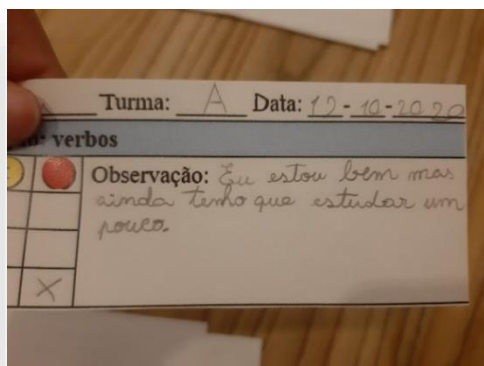 Turma: A Data: 12-10-2020
verbos
Observação: Eu estou bem mas
ainda tenho que estudar um
pouco.
X